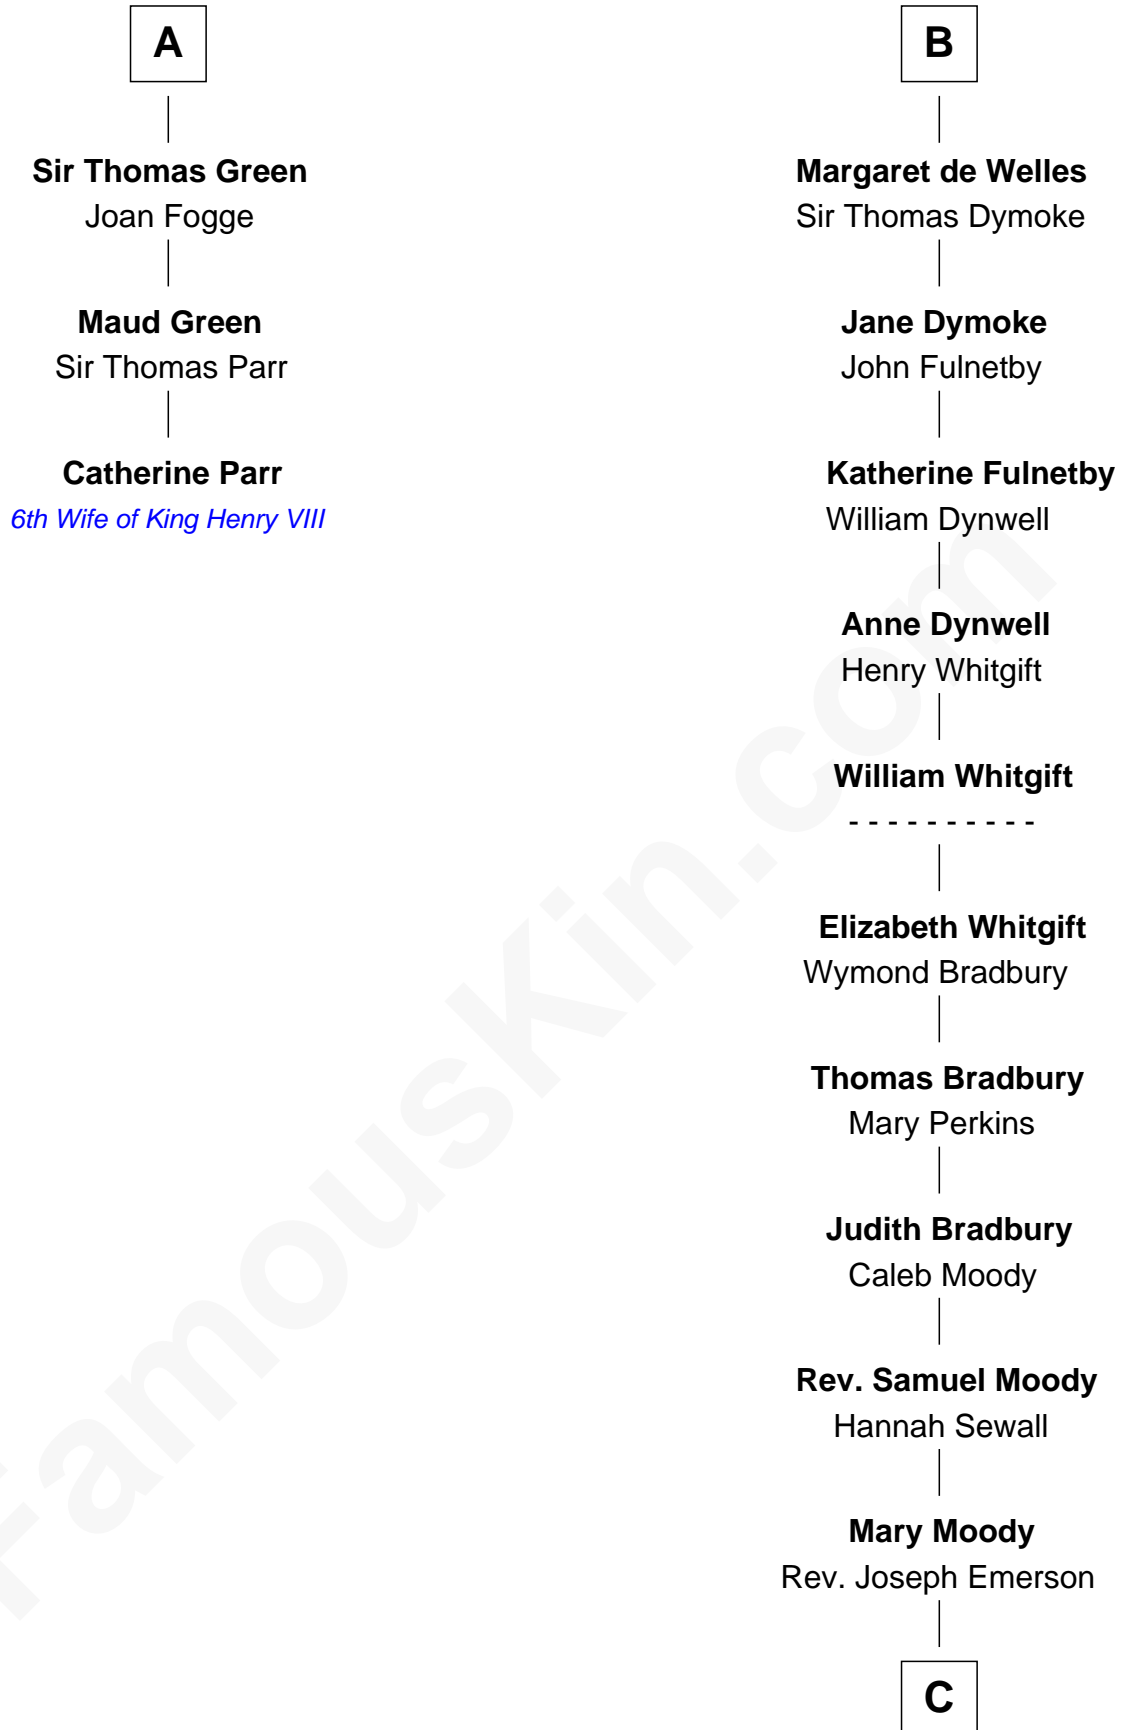 A
Sir Thomas Green
Joan Fogge
Maud Green
Sir Thomas Parr
Catherine Parr
6th Wife of King Henry VIII
B
Margaret de Welles
Sir Thomas Dymoke
Jane Dymoke
John Fulnetby
Katherine Fulnetby
William Dynwell
Anne Dynwell
Henry Whitgift
William Whitgift
- - - - - - - - - -
Elizabeth Whitgift
Wymond Bradbury
Thomas Bradbury
Mary Perkins
Judith Bradbury
Caleb Moody
Rev. Samuel Moody
Hannah Sewall
Mary Moody
Rev. Joseph Emerson
C
FamousKin.com